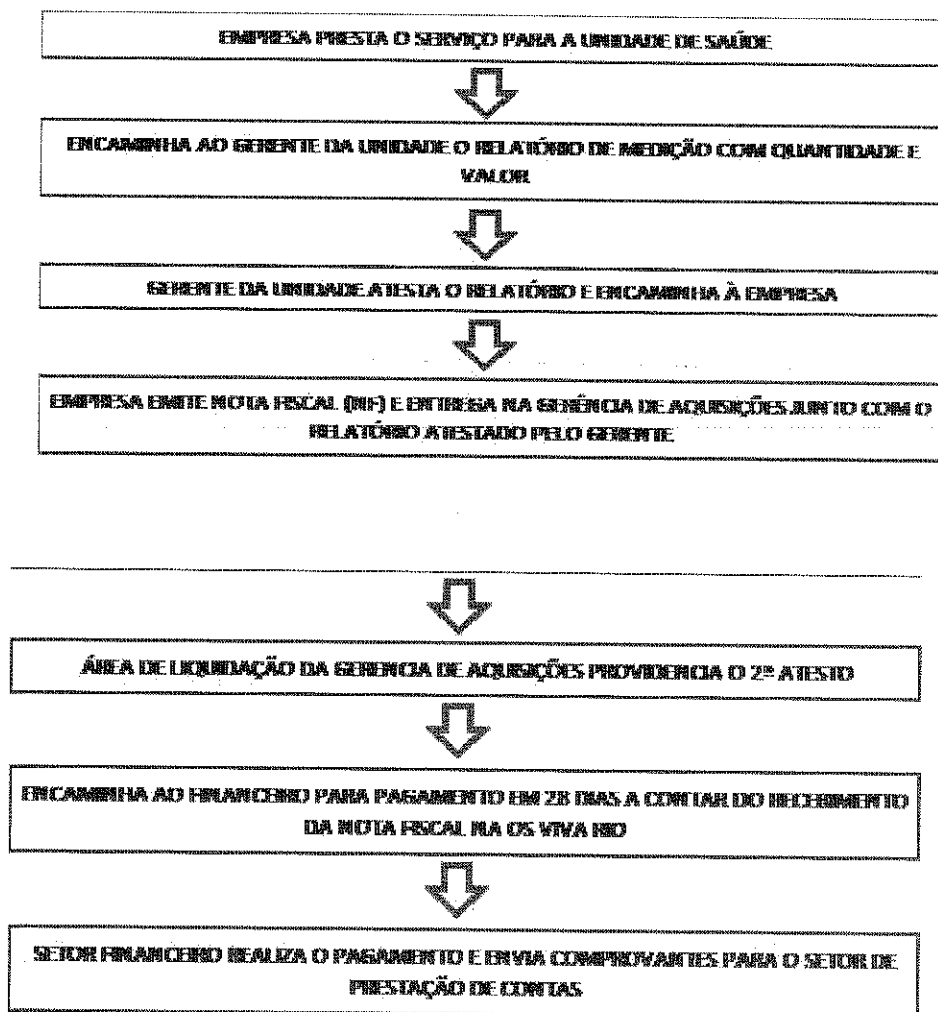 EMPRESA PRESTA O SERVIÇO PARA A UNIDADE DE SAÚDE
ENCAMINHA AO GERENTE DA UNIDADE O RELATÓRIO DE MEDIÇÃO COM QUANTIDADE E
VALOR
GERENTE DA UNIDADE ATESTA O RELATÓRIO E ENCAMINHA À EMPRESA
EMPRESA EMITE NOTA FISCAL (NF) E ENTREGA NA GERÊNCIA DE AQUISIÇÕES JUNTO COM O
RELATÓRIO ATESTADO PELO GERENTE
ÁREA DE LIQUIDAÇÃO DA GERENCIA DE AQUISIÇÕES PROVIDENCIA O 2º ATESTO
ENCAMINHA AO FINANCEIRO PARA PAGAMENTO EM 28 DIAS A CONTAR DO RECEBIMENTO
DA NOTA FISCAL NA OS VIVA RIO
SETOR FINANCEIRO REALIZA O PAGAMENTO E ENVIA COMPROVANTES PARA O SETOR DE
PRESTAÇÃO DE CONTAS